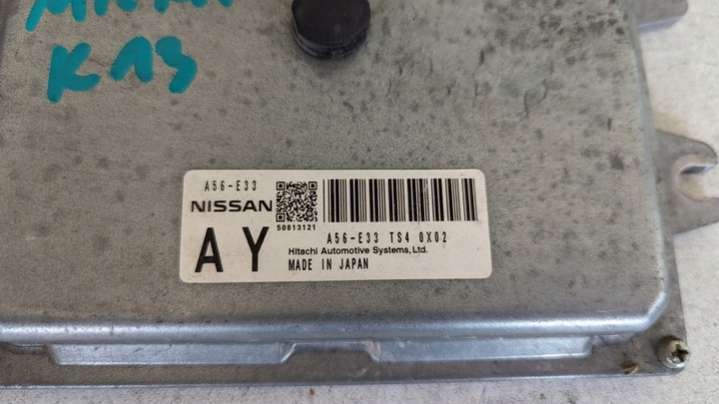 K13
A56-E33
NISSAN
50813121
AY
A56-E33 TS4 0X02
Hitachi Automotive Systems,Ltd.
MADE IN JAPAN